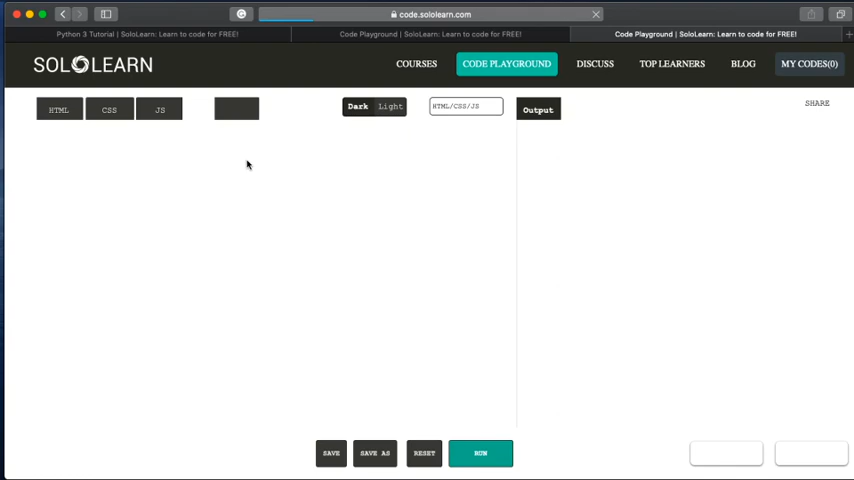 code.sololearn.com
Python 3 Tutorial | SoloLearn: Learn to code for FREE!
Code Playground | SoloLearn: Learn to code for FREE!
Code Playground | SoloLearn: Learn to code for FREE!
SOLOLEARN
COURSES
CODE PLAYGROUND
DISCUSS
TOP LEARNERS
BLOG
MY CODES(0)
HTML
CSS
JS
Dark Light
HTML/CSS/JS
Output
SHARE
SAVE
SAVE AS
RESET
RUN